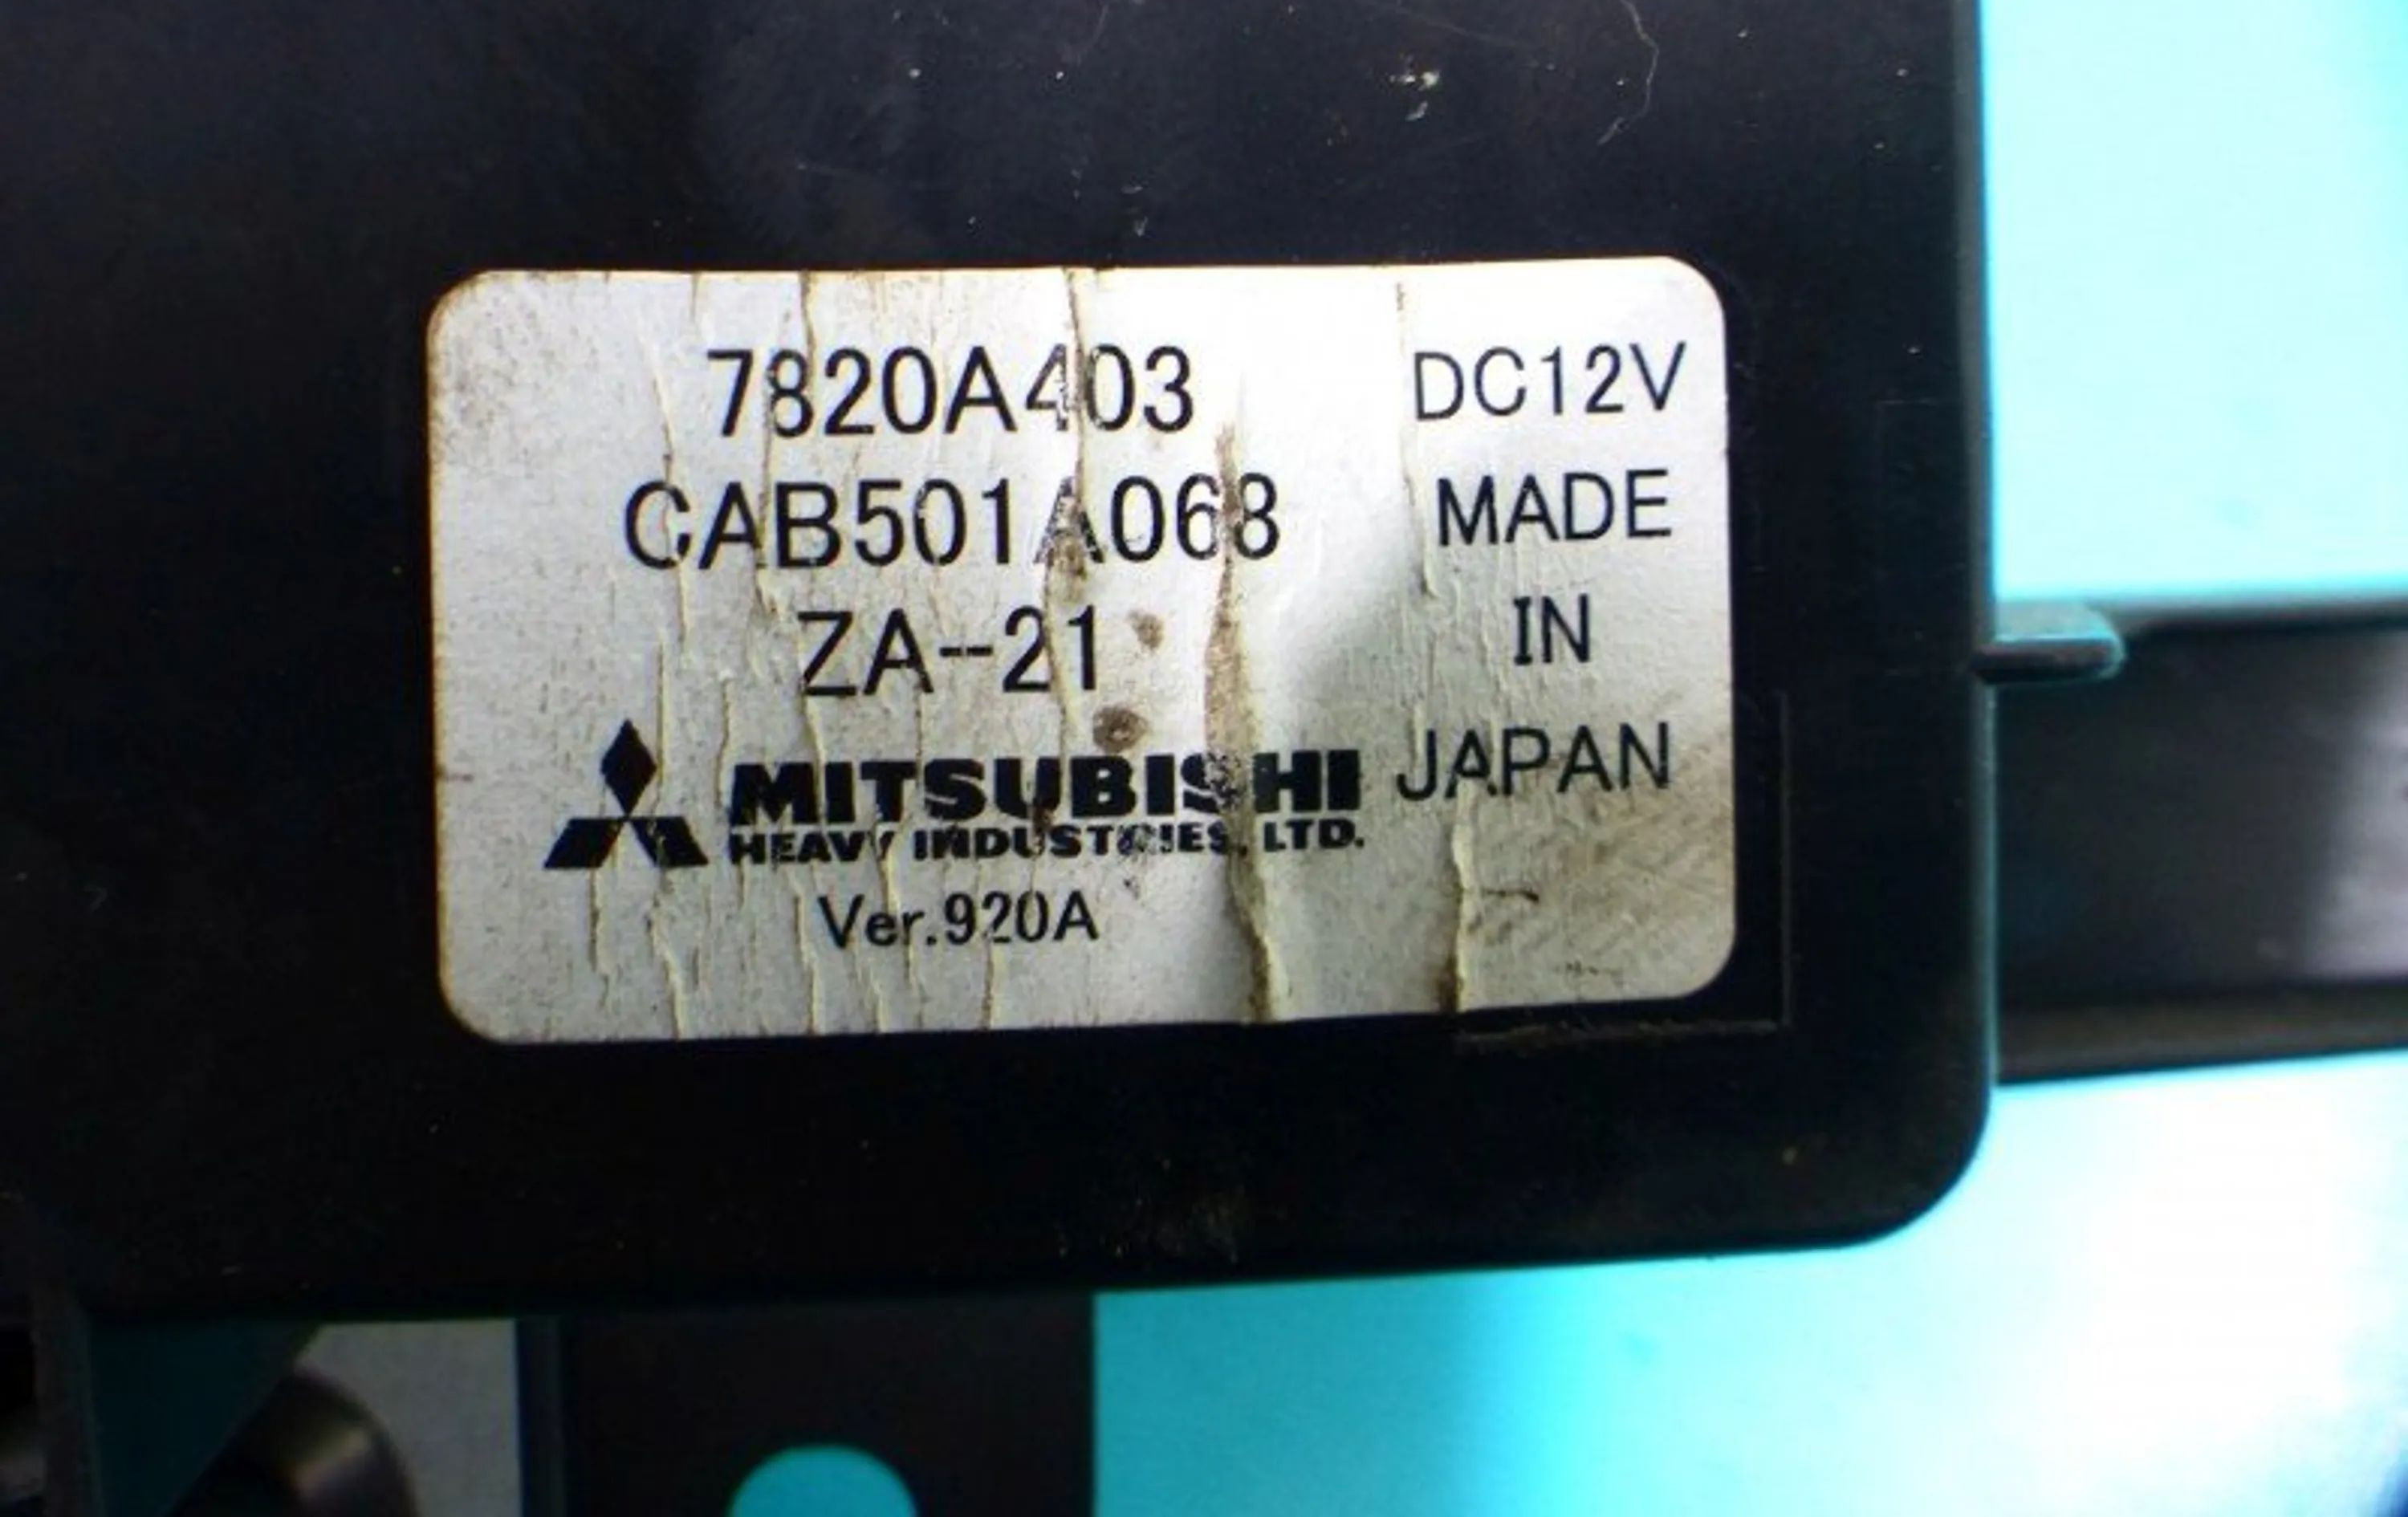 7820A403 DC12V
CAB501A068 MADE
ZA-21 IN
MITSUBISHI JAPAN
HEAVY INDUSTRIES, LTD.
Ver.920A